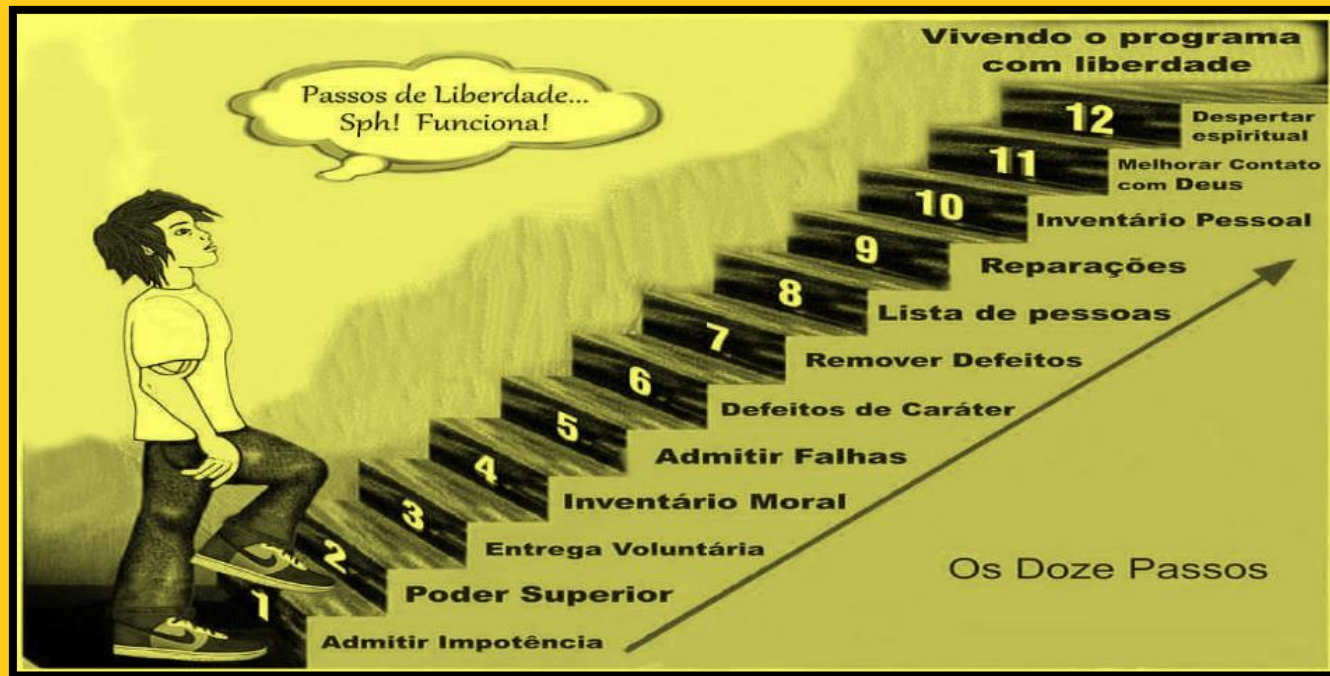 Vivendo o programa
com liberdade
Passos de Liberdade...
Sph! Funciona!
12
Despertar
espiritual
11
Melhorar Contato
com Deus
10
Inventário Pessoal
9
Reparações
8
Lista de pessoas
7
Remover Defeitos
6
Defeitos de Caráter
5
Admitir Falhas
4
Inventário Moral
3
Entrega Voluntária
2
Poder Superior
1
Admitir Impotência
Os Doze Passos